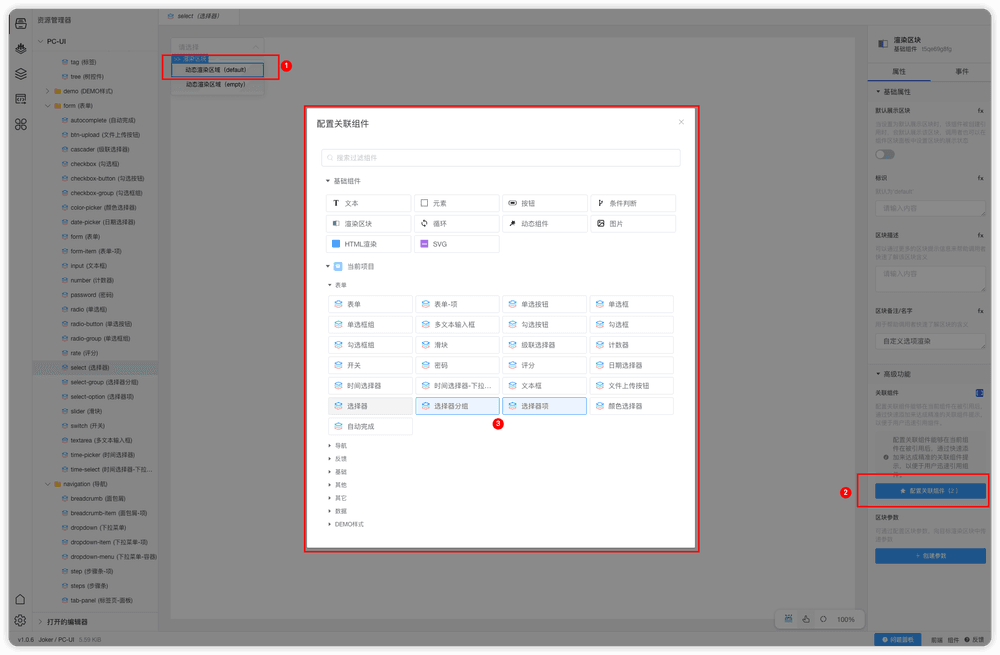 资源管理器
PC-UI
tag (标签)
tree (树控件)
demo (DEMO样式)
form (表单)
autocomplete (自动完成)
btn-upload (文件上传按钮)
cascader (级联选择器)
checkbox (勾选框)
checkbox-button (勾选按钮)
checkbox-group (勾选框组)
color-picker (颜色选择器)
date-picker (日期选择器)
form (表单)
form-item (表单-项)
input (文本框)
number (计数器)
password (密码)
radio (单选框)
radio-button (单选按钮)
radio-group (单选框组)
rate (评分)
select (选择器)
select-group (选择器分组)
select-option (选择器项)
slider (滑块)
switch (开关)
textarea (多文本输入框)
time-picker (时间选择器)
time-select (时间选择器-下拉...
navigation (导航)
breadcrumb (面包屑)
breadcrumb-item (面包屑-项)
dropdown (下拉菜单)
dropdown-item (下拉菜单-项)
dropdown-menu (下拉菜单-容器)
step (步骤条-项)
steps (步骤条)
tab-panel (标签页-面板)
打开的编辑器
v1.0.6 Joker / PC-UI 5.59 KiB
select (选择器)
请选择
渲染区块
动态渲染区域 (default)
动态渲染区域 (empty)
1
配置关联组件
搜索过滤组件
基础组件
文本 元素 按钮 条件判断
渲染区块 循环 动态组件 图片
HTML渲染 SVG
当前项目
表单
表单 表单-项 单选按钮 单选框
单选框组 多文本输入框 勾选按钮 勾选框
勾选框组 滑块 级联选择器 计数器
开关 密码 评分 日期选择器
时间选择器 时间选择器-下拉... 文本框 文件上传按钮
选择器 选择器分组 选择器项 颜色选择器
自动完成
3
导航
反馈
基础
其他
其它
数据
DEMO样式
100%
渲染区块
基础组件
属性 事件
基础属性
默认展示区块 fx
标识 fx
默认为default
请输入内容
区块描述 fx
请输入内容
区块备注/名字 fx
自定义选项渲染
高级功能
关联组件
配置关联组件能够在当前组
件在被引用后，通过快速添
加来达成精准的关联组件提
示，以便于用户迅速引用组
件。
2
配置关联组件 (2)
区块参数
创建参数
问题面板 前端 组件 反馈